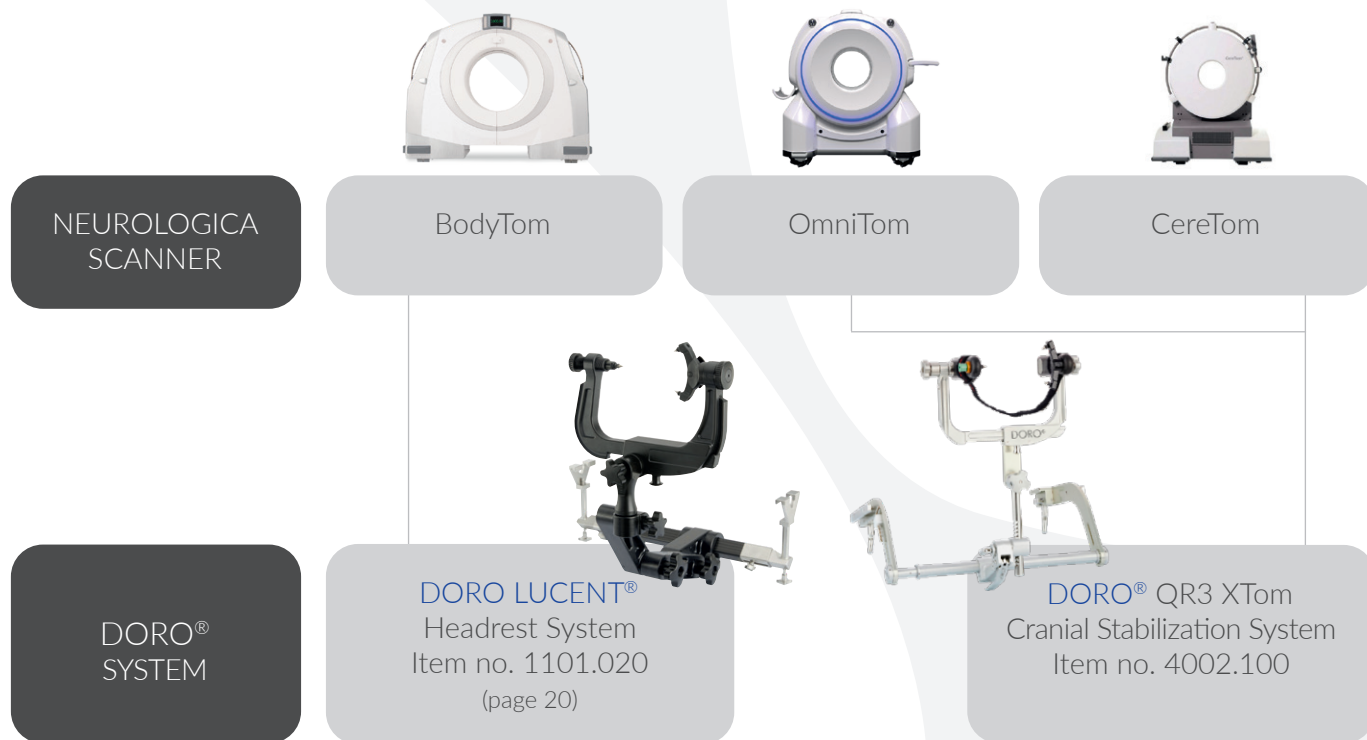 NEUROLOGICA
SCANNER
BodyTom
OmniTom
CereTom
DORO®
DORO®
SYSTEM
DORO LUCENT®
Headrest System
Item no. 1101.020
(page 20)
DORO® QR3 XTom
Cranial Stabilization System
Item no. 4002.100